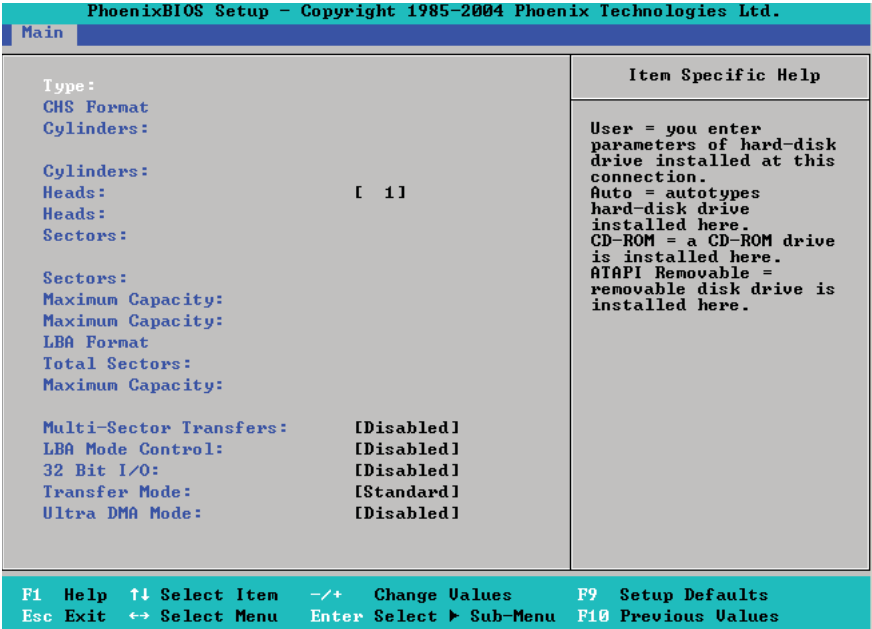 PhoenixBIOS Setup - Copyright 1985-2004 Phoenix Technologies Ltd.
Main
Type:
CHS Format
Cylinders:
Cylinders:
Heads: [ 1]
Heads:
Sectors:
Sectors:
Maximum Capacity:
Maximum Capacity:
LBA Format
Total Sectors:
Maximum Capacity:
Multi-Sector Transfers: [Disabled]
LBA Mode Control: [Disabled]
32 Bit I/O: [Disabled]
Transfer Mode: [Standard]
Ultra DMA Mode: [Disabled]
Item Specific Help
User = you enter
parameters of hard-disk
drive installed at this
connection.
Auto = autotypes
hard-disk drive
installed here.
CD-ROM = a CD-ROM drive
is installed here.
ATAPI Removable =
removable disk drive is
installed here.
F1 Help ↑↓ Select Item -/+ Change Values F9 Setup Defaults
Esc Exit ↔ Select Menu Enter Select ▶ Sub-Menu F10 Previous Values